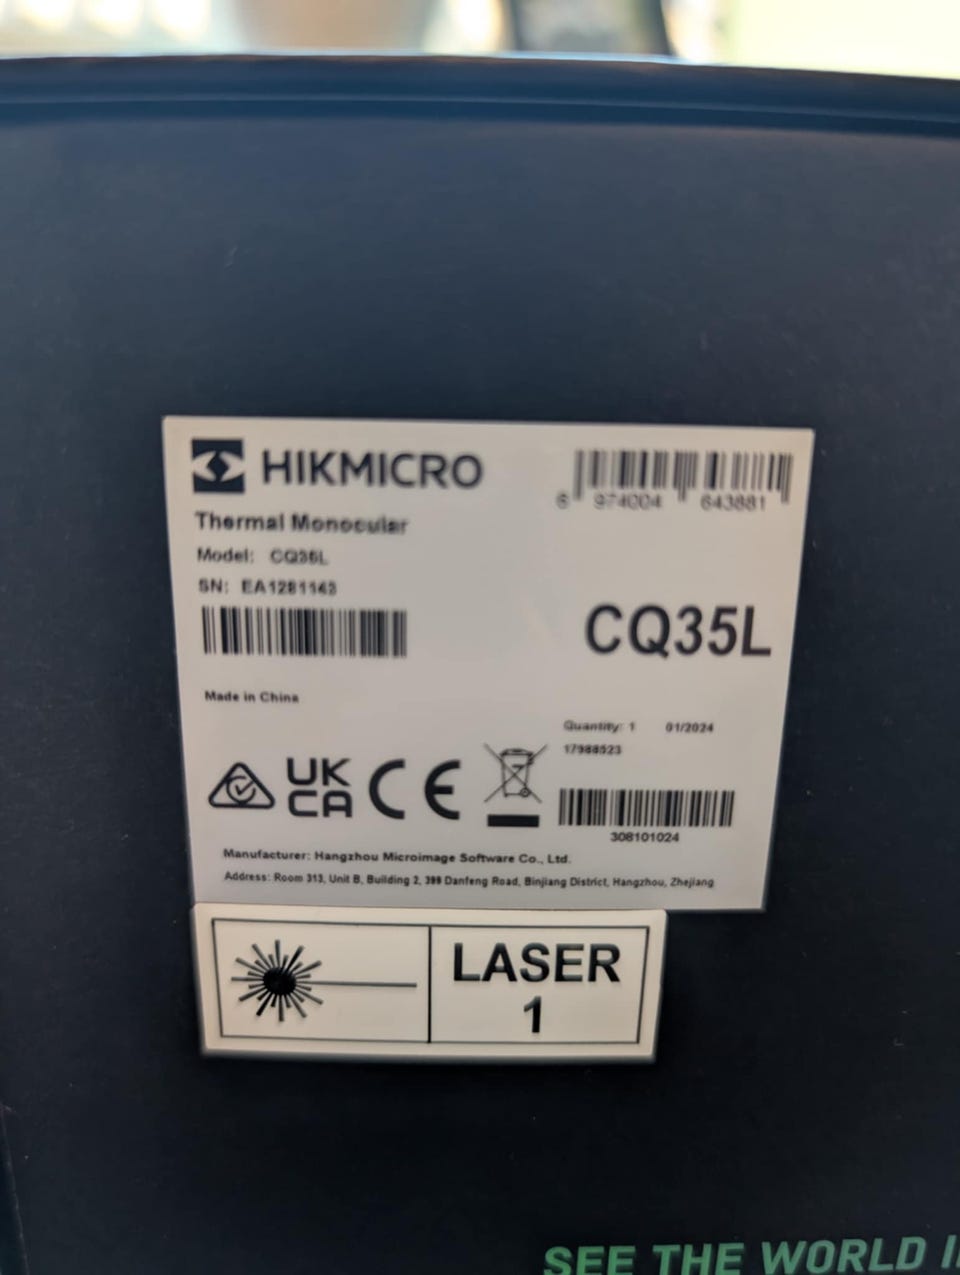 HIKMICRO
6 974004 643881
Thermal Monocular
Model: CQ35L
SN: EA1281143
CQ35L
Made in China
Quantity: 1 01/2024
17988523
UK
CA
CE
308101024
Manufacturer: Hangzhou Microimage Software Co., Ltd.
Address: Room 313, Unit B, Building 2, 399 Danfeng Road, Binjiang District, Hangzhou, Zhejiang
LASER
1
SEE THE WORLD